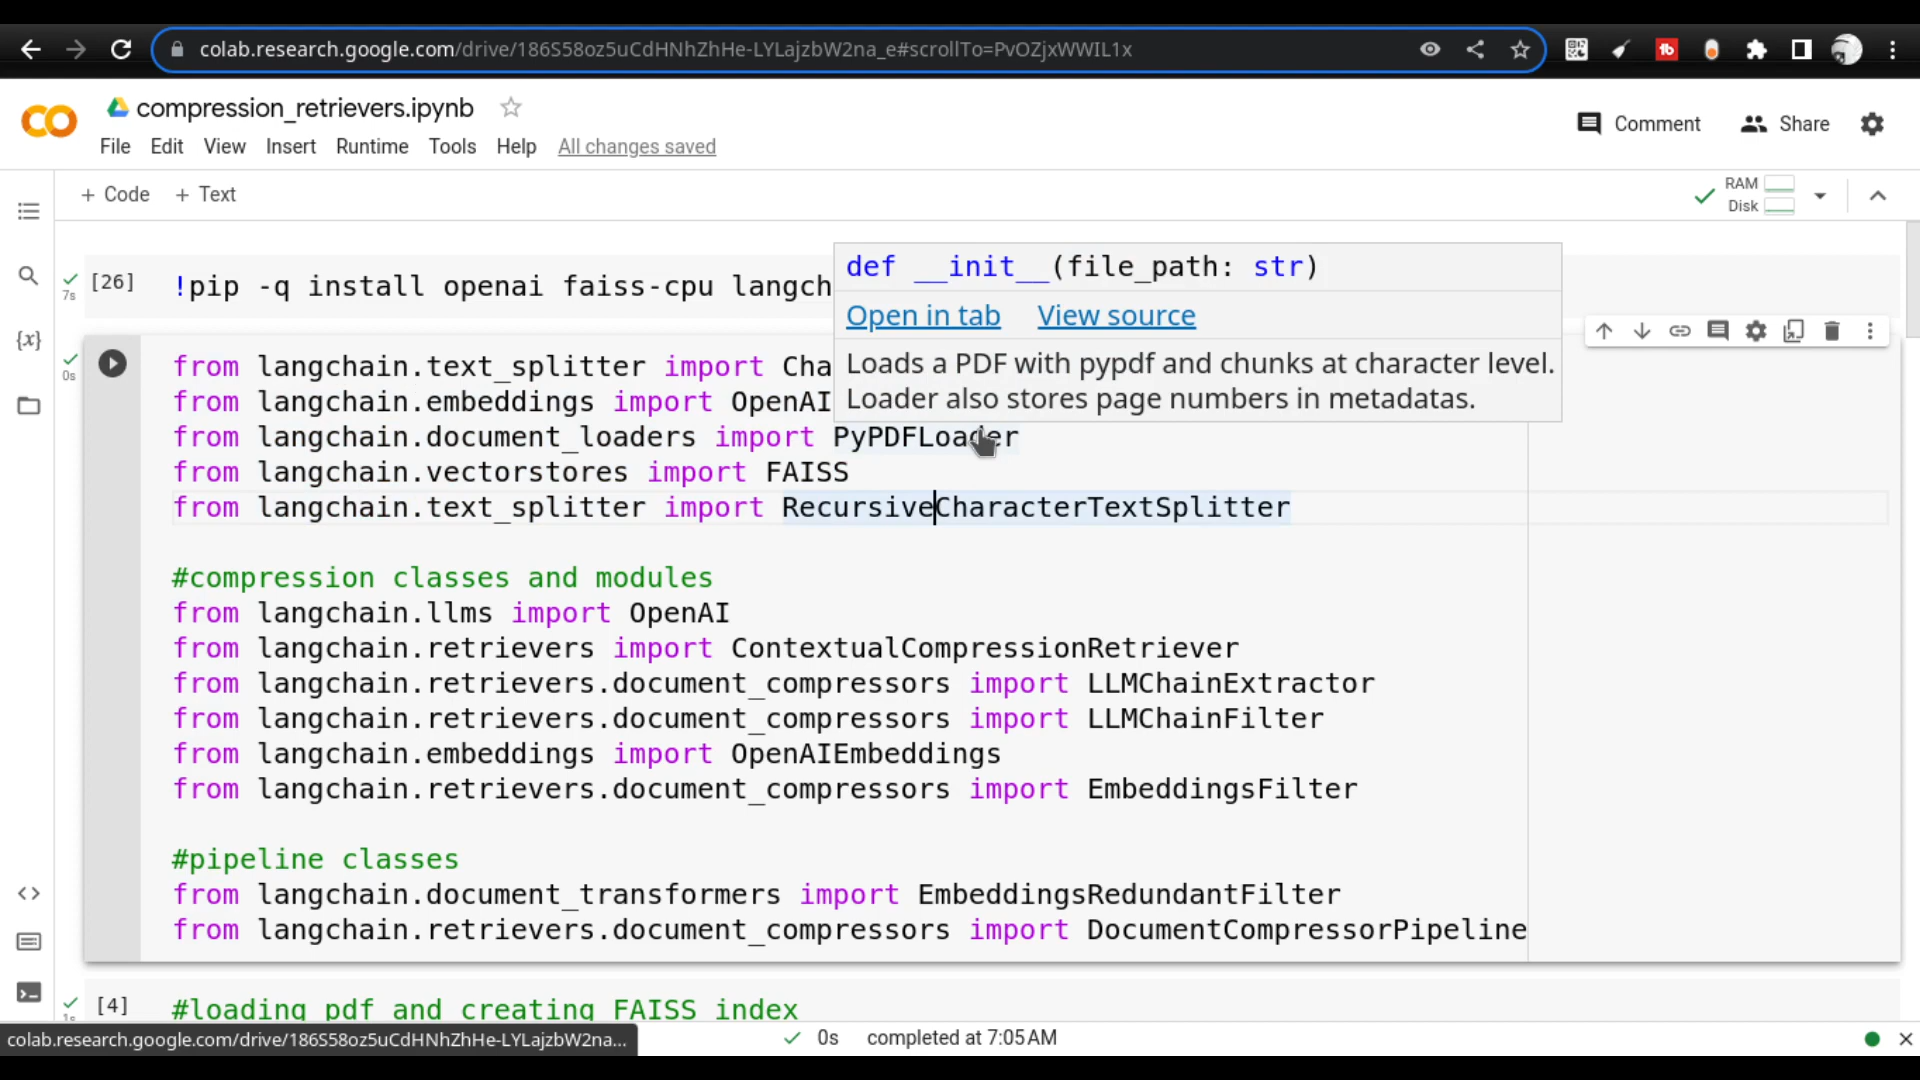 colab.research.google.com/drive/186S58oz5uCdHNhZhHe-LYLajzbW2na_e#scrollTo=PvOZjxWWIL1x
compression_retrievers.ipynb
Comment
Share
File Edit View Insert Runtime Tools Help All changes saved
+ Code + Text
RAM
Disk
[26] !pip -q install openai faiss-cpu langch
7s
def __init__(file_path: str)
Open in tab View source
Loads a PDF with pypdf and chunks at character level.
Loader also stores page numbers in metadatas.
0s
from langchain.text_splitter import Cha
from langchain.embeddings import OpenAI
from langchain.document_loaders import PyPDFLoader
from langchain.vectorstores import FAISS
from langchain.text_splitter import RecursiveCharacterTextSplitter
#compression classes and modules
from langchain.llms import OpenAI
from langchain.retrievers import ContextualCompressionRetriever
from langchain.retrievers.document_compressors import LLMChainExtractor
from langchain.retrievers.document_compressors import LLMChainFilter
from langchain.embeddings import OpenAIEmbeddings
from langchain.retrievers.document_compressors import EmbeddingsFilter
#pipeline classes
from langchain.document_transformers import EmbeddingsRedundantFilter
from langchain.retrievers.document_compressors import DocumentCompressorPipeline
[4] #loading pdf and creating FAISS index
1s
colab.research.google.com/drive/186S58oz5uCdHNhZhHe-LYLajzbW2na...
0s completed at 7:05 AM